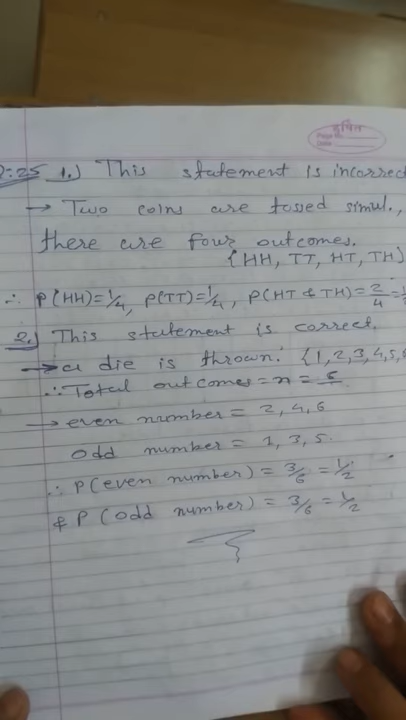 Q:25 1.) This statement is incorrect
→ Two coins are tossed simul.,
there are four outcomes.
{HH, TT, HT, TH}
∴ P(HH)=1/4, P(TT)=1/4, P(HT & TH)=2/4=
2.) This statement is correct.
→ a die is thrown. {1,2,3,4,5,
∴ Total outcomes = n =
→ even number = 2, 4, 6
odd number = 1, 3, 5.
∴ P(even number) = 3/6 = 1/2
& P (odd number) = 3/6 = 1/2